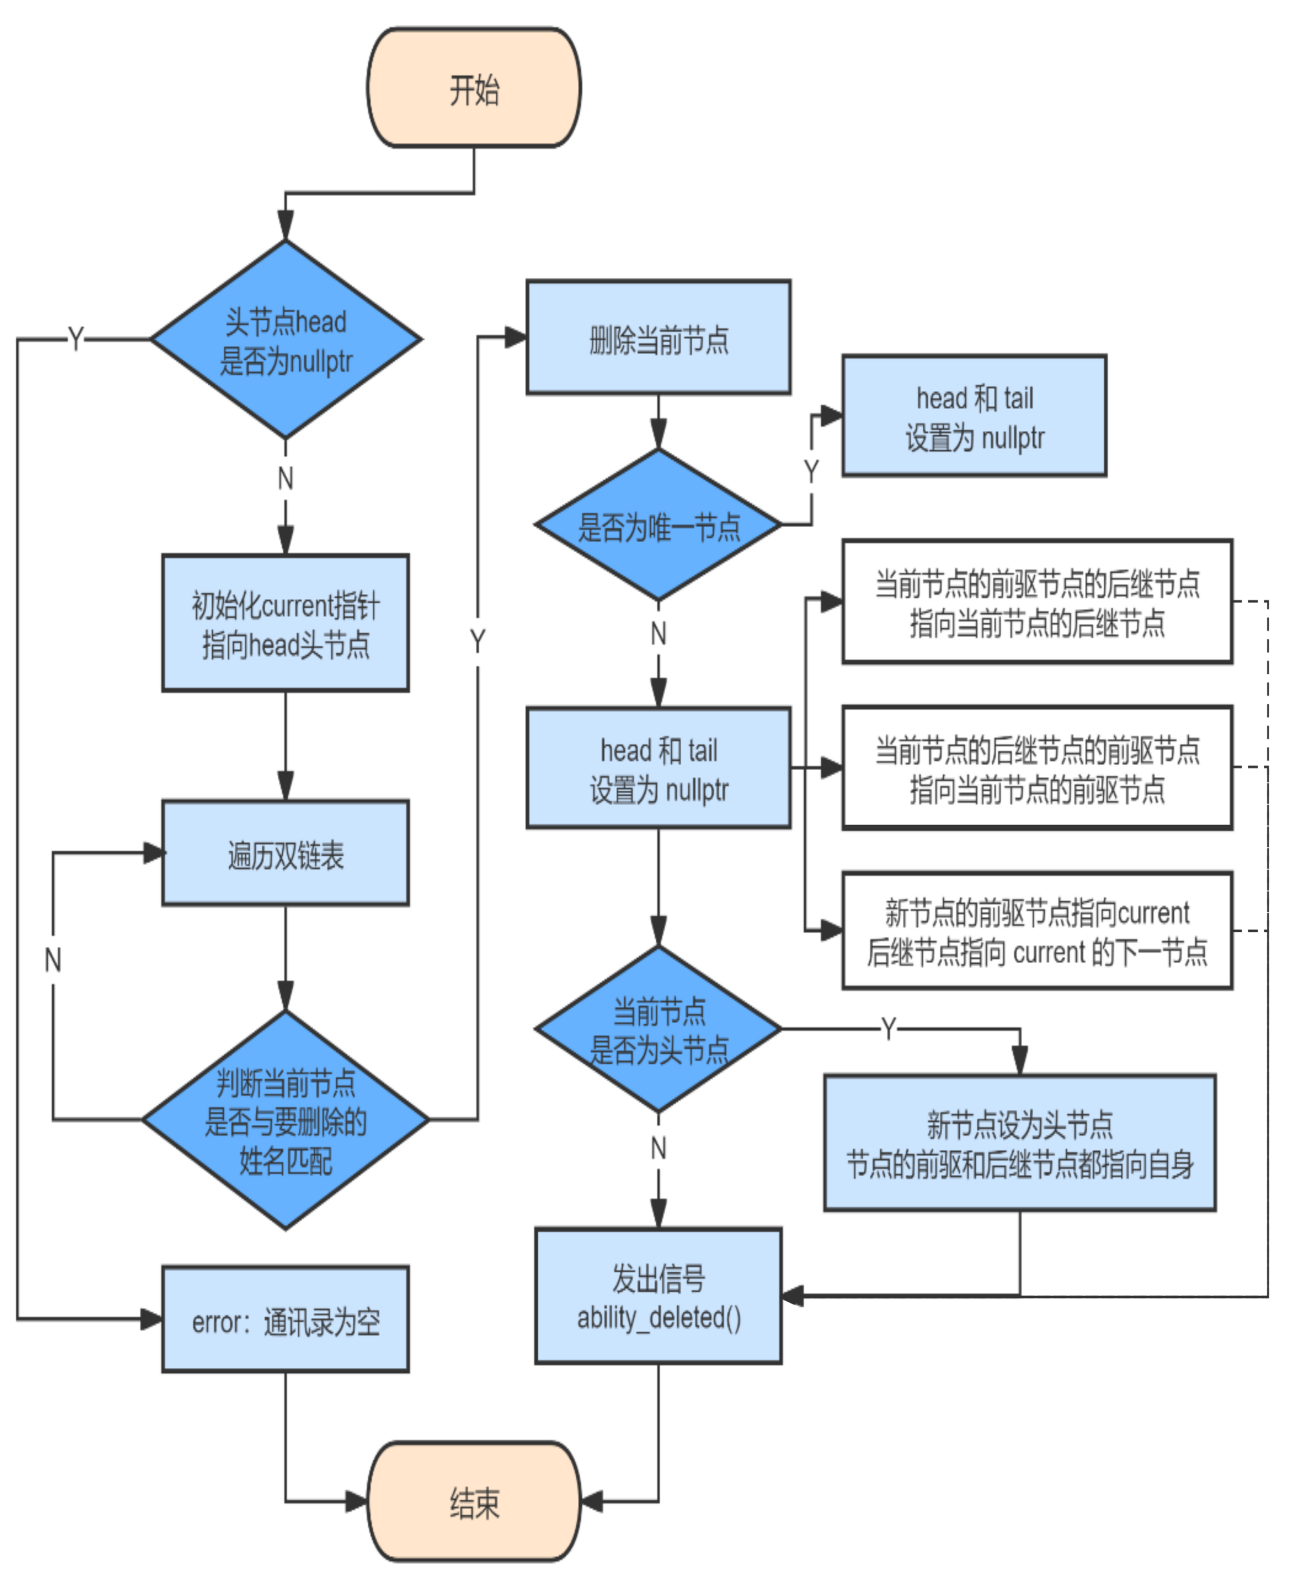 开始
头节点head
是否为nullptr
Y
N
初始化current指针
指向head头节点
遍历双链表
N
判断当前节点
是否与要删除的
姓名匹配
Y
error：通讯录为空
删除当前节点
是否为唯一节点
Y
head 和 tail
设置为 nullptr
N
head 和 tail
设置为 nullptr
当前节点的前驱节点的后继节点
指向当前节点的后继节点
当前节点的后继节点的前驱节点
指向当前节点的前驱节点
新节点的前驱节点指向current
后继节点指向 current 的下一节点
当前节点
是否为头节点
Y
新节点设为头节点
节点的前驱和后继节点都指向自身
N
发出信号
ability_deleted()
结束